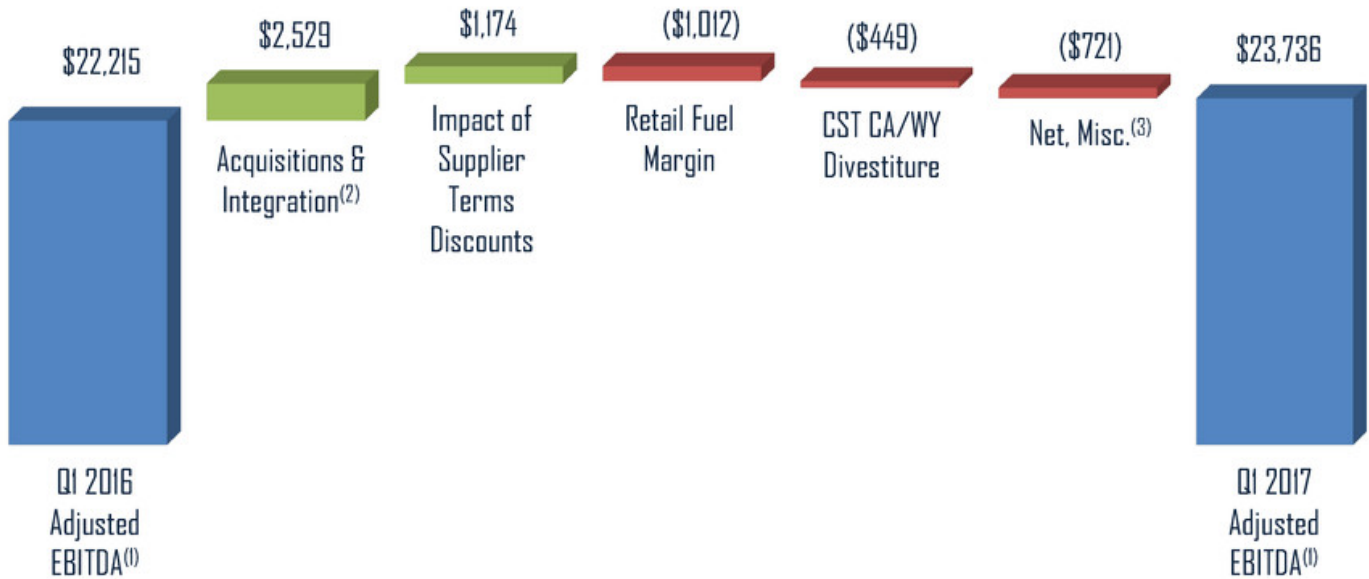 $22,215
$2,529
$1,174
($1,012)
($449)
($721)
$23,736
Acquisitions &
Integration(2)
Impact of
Supplier
Terms
Discounts
Retail Fuel
Margin
CST CA/WY
Divestiture
Net, Misc.(3)
Q1 2016
Adjusted
EBITDA(1)
Q1 2017
Adjusted
EBITDA(1)